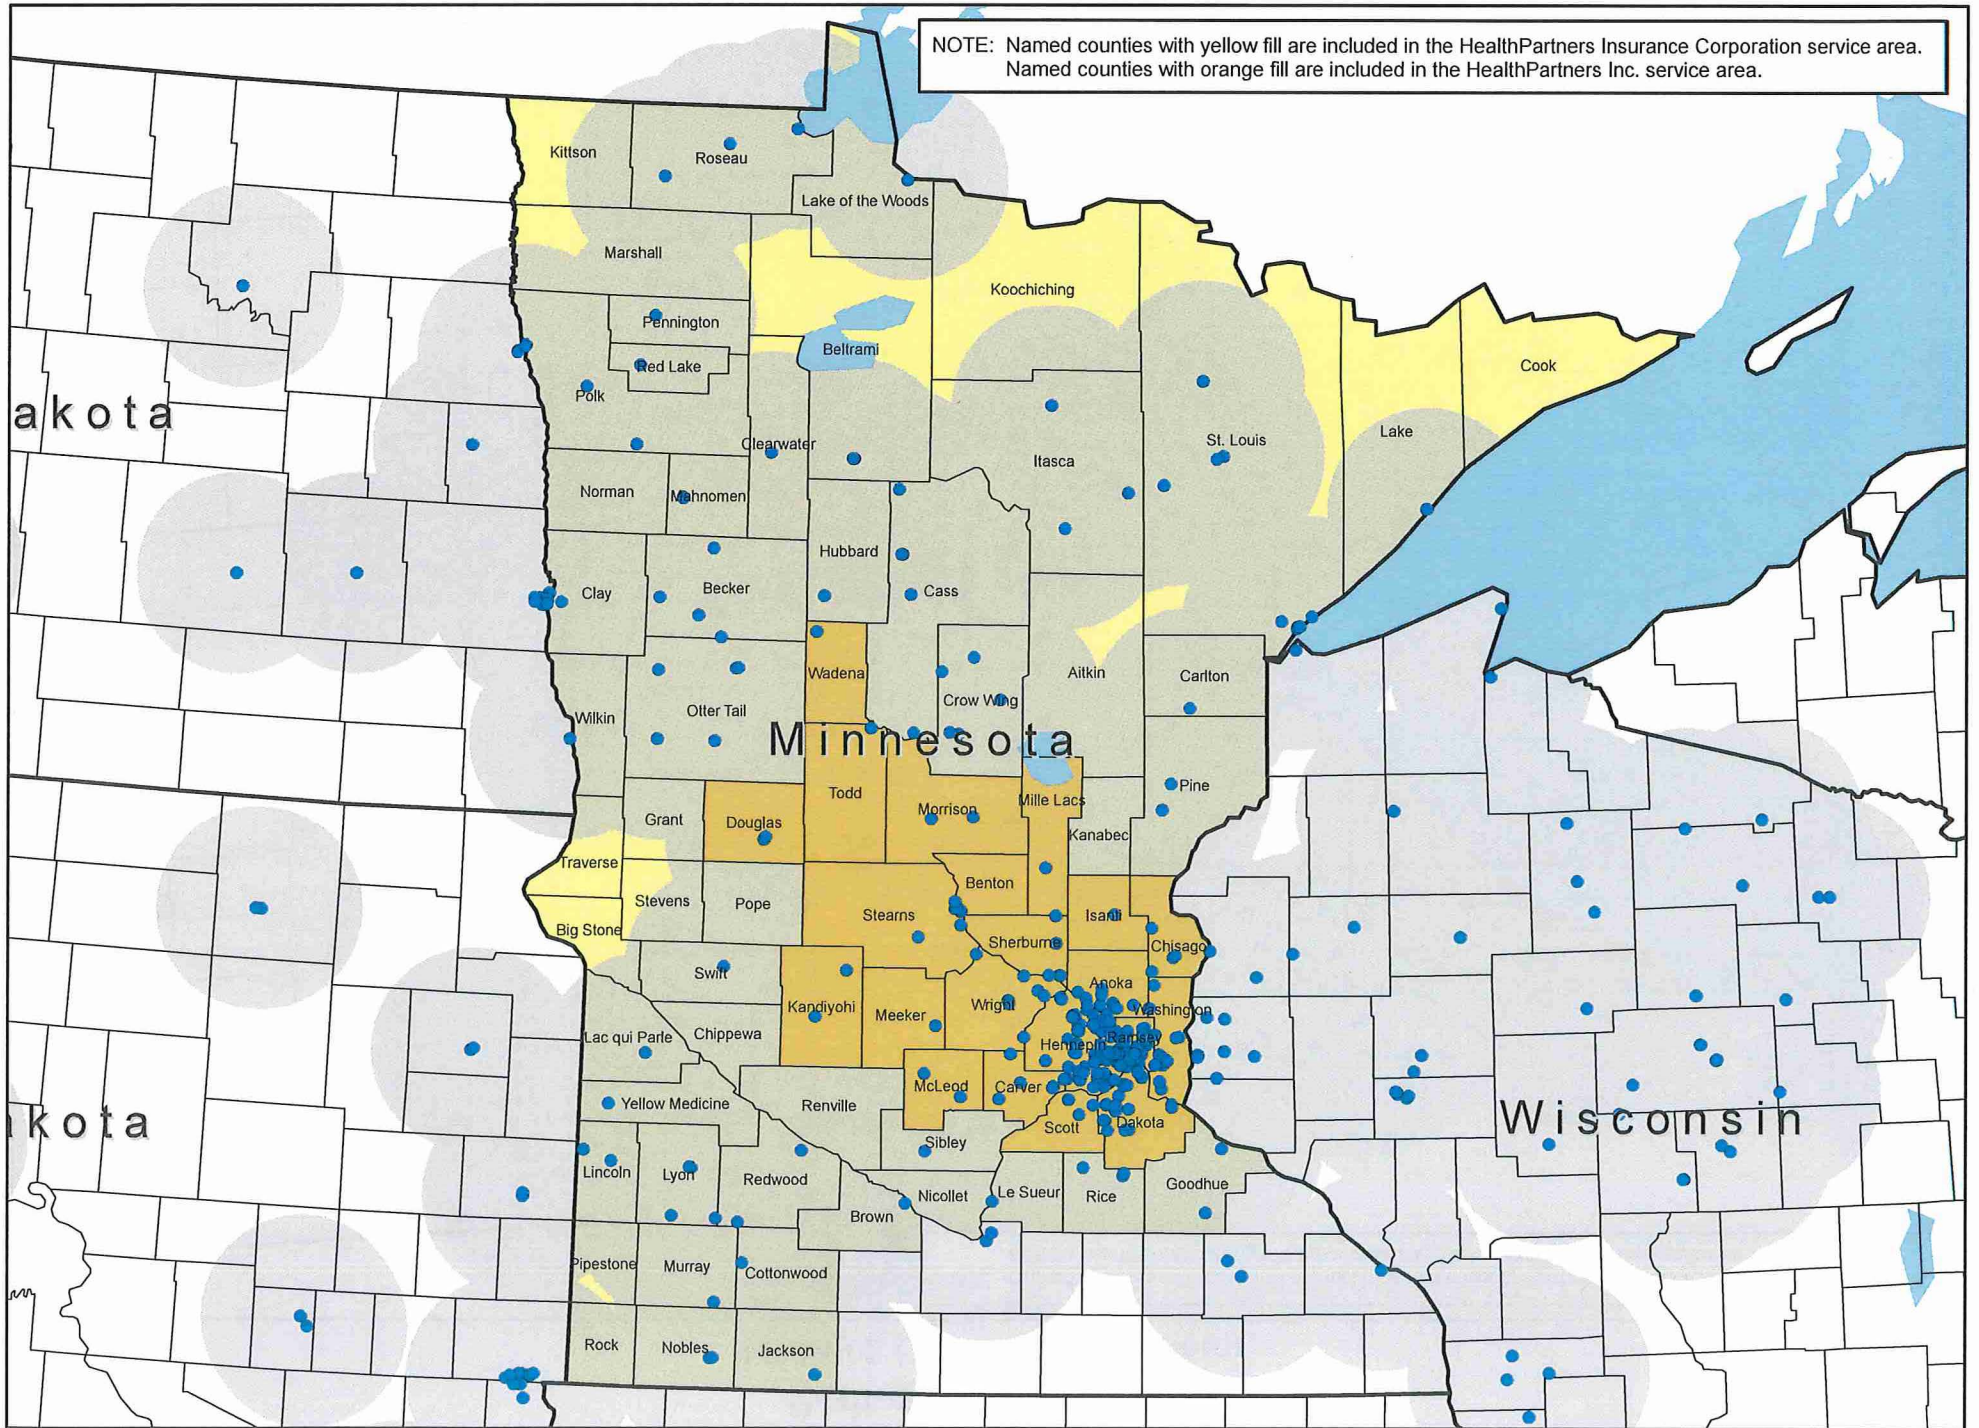 NOTE: Named counties with yellow fill are included in the HealthPartners Insurance Corporation service area.
Named counties with orange fill are included in the HealthPartners Inc. service area.
Kittson
Roseau
Lake of the Woods
Marshall
Koochiching
Pennington
Beltrami
Red Lake
Cook
Polk
akota
Lake
Clearwater
St. Louis
Itasca
Norman
Mahnomen
Hubbard
Becker
Clay
Cass
Wadena
Aitkin
Carlton
Crow Wing
Otter Tail
Wilkin
Minnesota
Pine
Todd
Mille Lacs
Morrison
Grant
Douglas
Kanabec
Traverse
Benton
Stevens
Pope
Stearns
Isanti
Big Stone
Sherburne
Chisago
Swift
Anoka
Kandiyohi
Wright
Washington
Meeker
Chippewa
Lac qui Parle
Hennepin
Ramsey
McLeod
Carver
Yellow Medicine
Renville
kota
Wisconsin
Scott
Dakota
Sibley
Lincoln
Lyon
Redwood
Goodhue
Le Sueur
Nicollet
Rice
Brown
Pipestone
Murray
Cottonwood
Rock
Nobles
Jackson